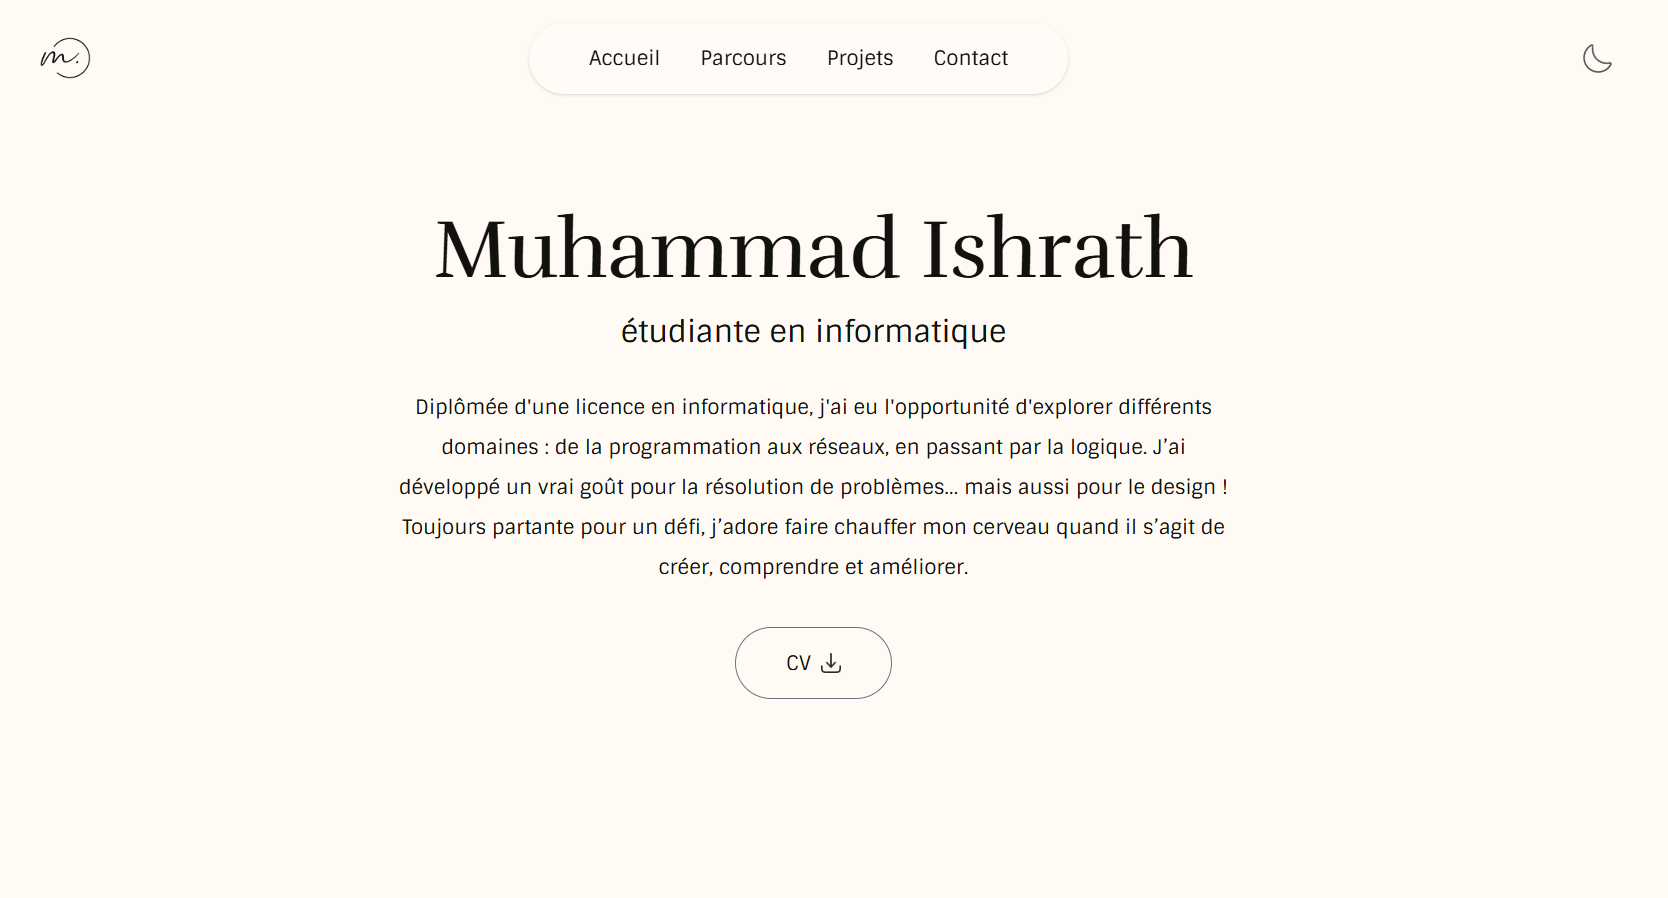 m.
Accueil
Parcours
Projets
Contact
Muhammad Ishrath
étudiante en informatique
Diplômée d'une licence en informatique, j'ai eu l'opportunité d'explorer différents
domaines : de la programmation aux réseaux, en passant par la logique. J’ai
développé un vrai goût pour la résolution de problèmes... mais aussi pour le design !
Toujours partante pour un défi, j’adore faire chauffer mon cerveau quand il s’agit de
créer, comprendre et améliorer.
CV